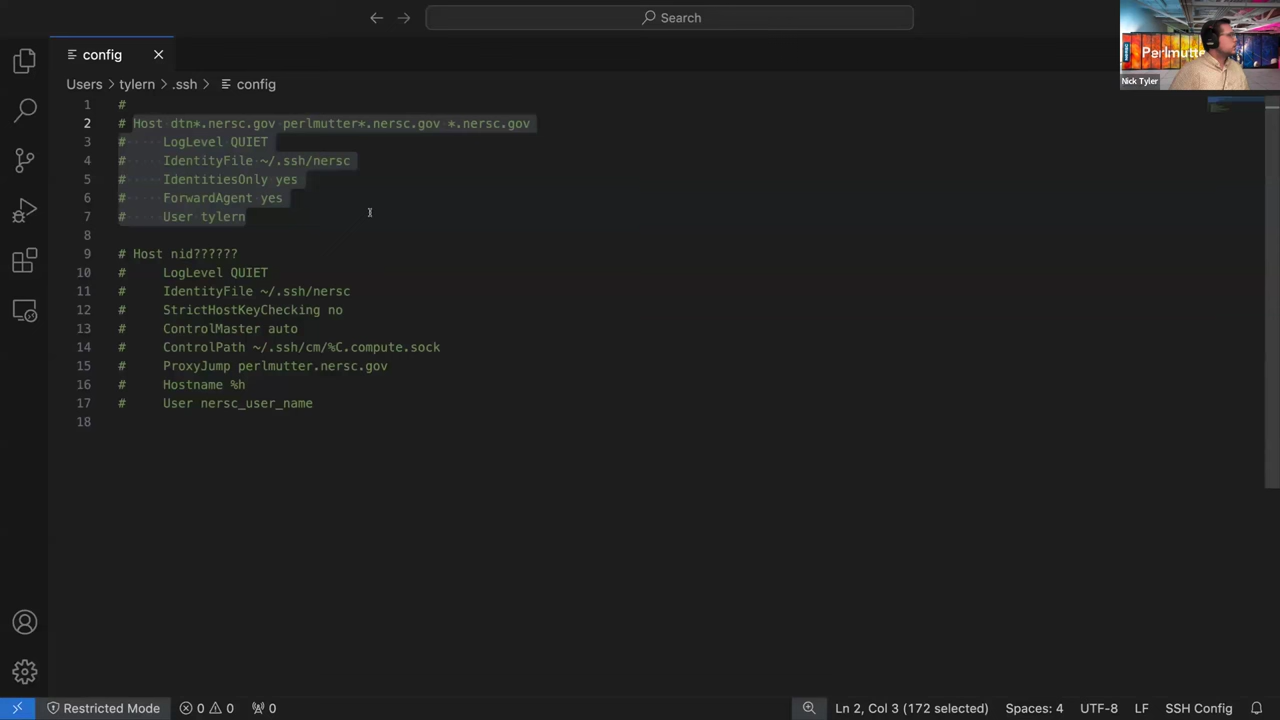 Search
Perlmutter
Nick Tyler
config
Users > tylern > .ssh > config
1 #
2 # Host dtn*.nersc.gov perlmutter*.nersc.gov *.nersc.gov
3 # LogLevel QUIET
4 # IdentityFile ~/.ssh/nersc
5 # IdentitiesOnly yes
6 # ForwardAgent yes
7 # User tylern
8
9 # Host nid??????
10 # LogLevel QUIET
11 # IdentityFile ~/.ssh/nersc
12 # StrictHostKeyChecking no
13 # ControlMaster auto
14 # ControlPath ~/.ssh/cm/%C.compute.sock
15 # ProxyJump perlmutter.nersc.gov
16 # Hostname %h
17 # User nersc_user_name
18
Restricted Mode 0 0 0 Ln 2, Col 3 (172 selected) Spaces: 4 UTF-8 LF SSH Config